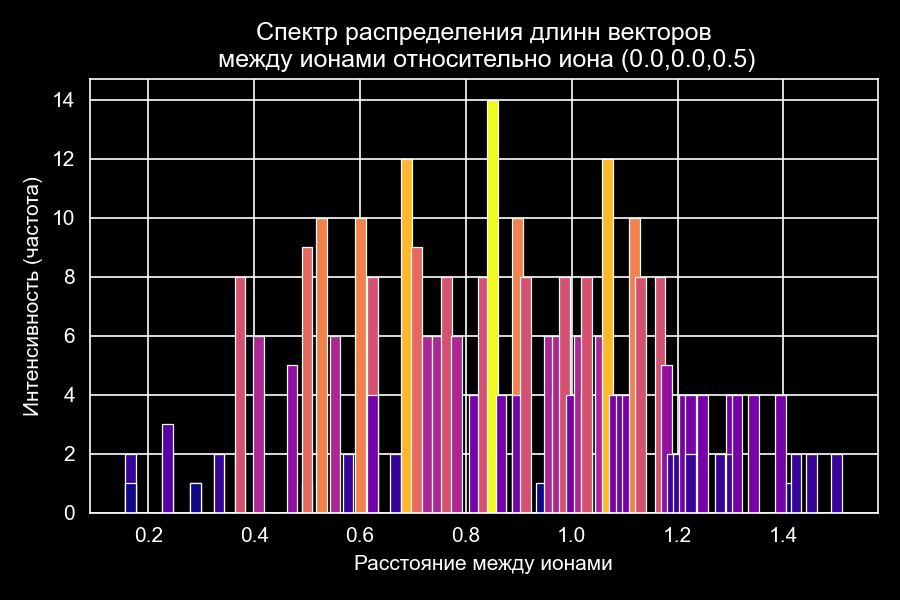 Спектр распределения длинн векторов
между ионами относительно иона (0.0,0.0,0.5)
14
12
10
8
6
4
2
0
Интенсивность (частота)
0.2 0.4 0.6 0.8 1.0 1.2 1.4
Расстояние между ионами